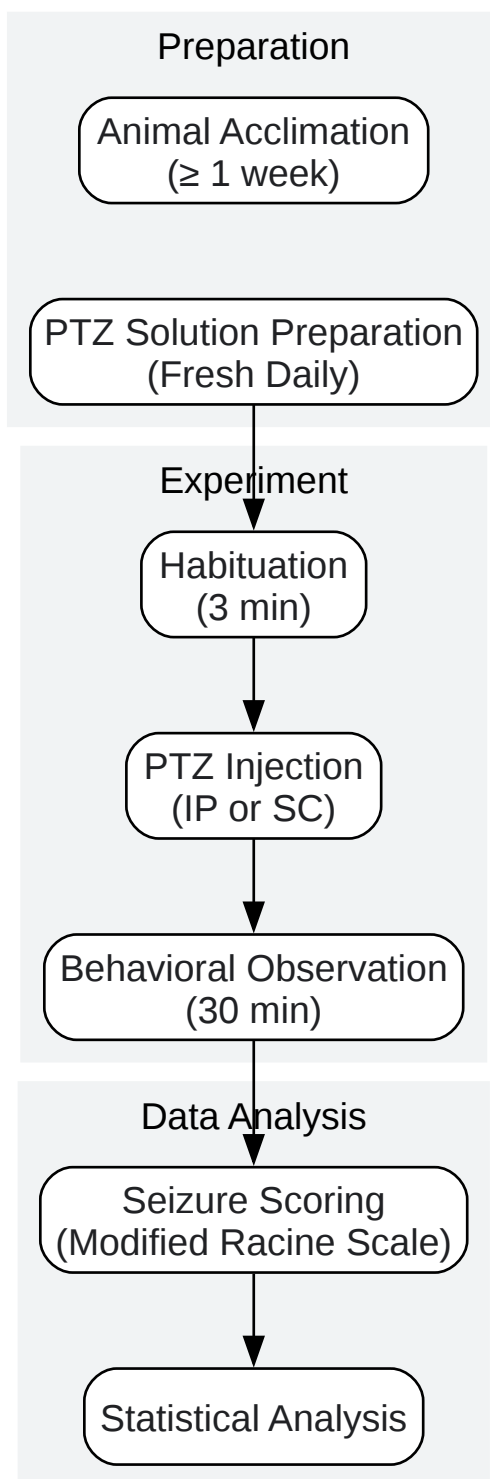 Preparation
Animal Acclimation
(≥ 1 week)
PTZ Solution Preparation
(Fresh Daily)
Experiment
Habituation
(3 min)
PTZ Injection
(IP or SC)
Behavioral Observation
(30 min)
Data Analysis
Seizure Scoring
(Modified Racine Scale)
Statistical Analysis